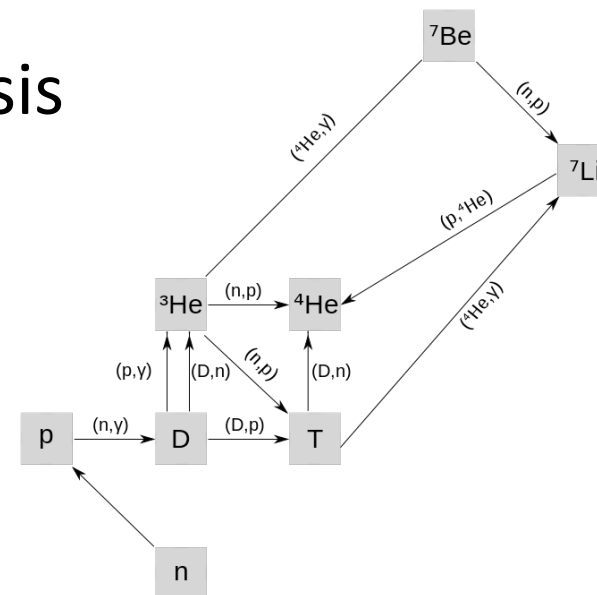 ⁷Be
sis
(n,p)
(⁴He,γ)
⁷Li
(p,⁴He)
³He
(n,p)
⁴He
(⁴He,γ)
(p,γ)
(D,n)
(n,p)
(D,n)
p
(n,γ)
D
(D,p)
T
n